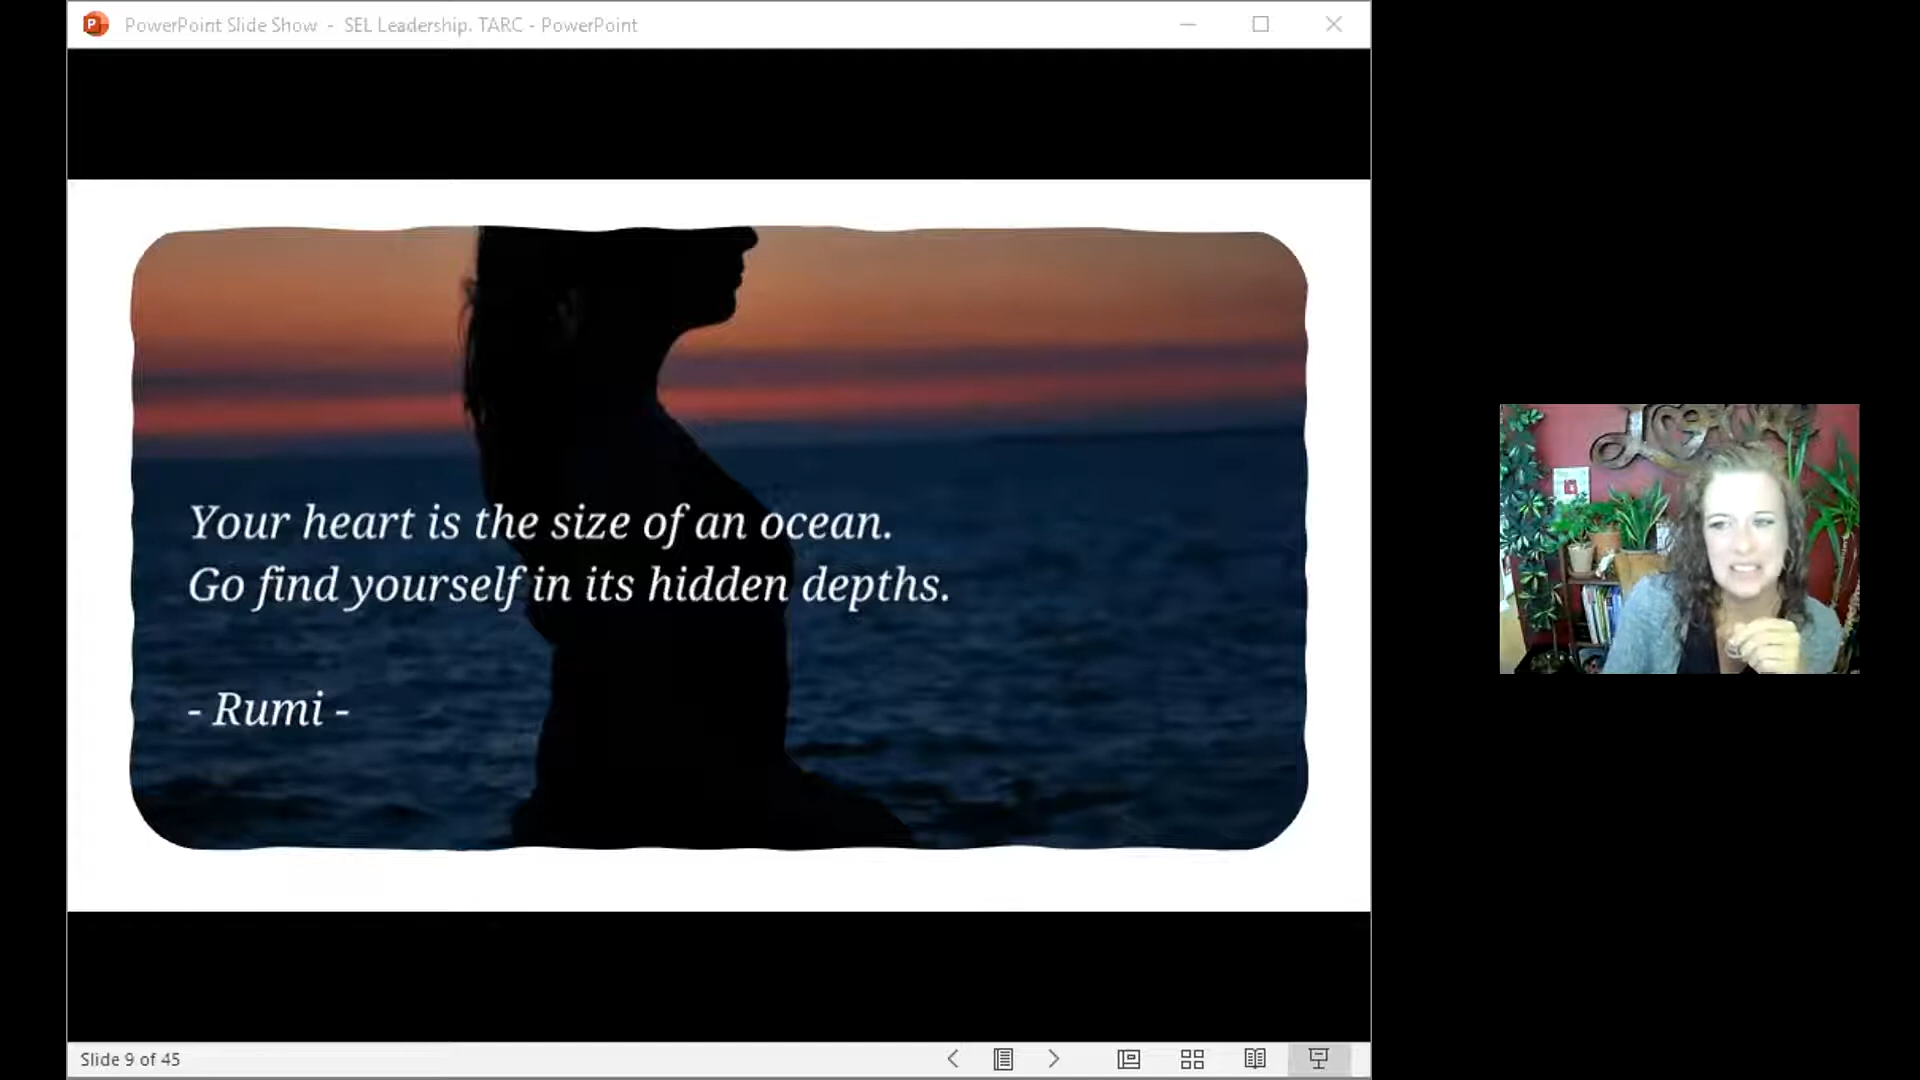 PowerPoint Slide Show - SEL Leadership. TARC - PowerPoint
Your heart is the size of an ocean.
Go find yourself in its hidden depths.
- Rumi -
Slide 9 of 45